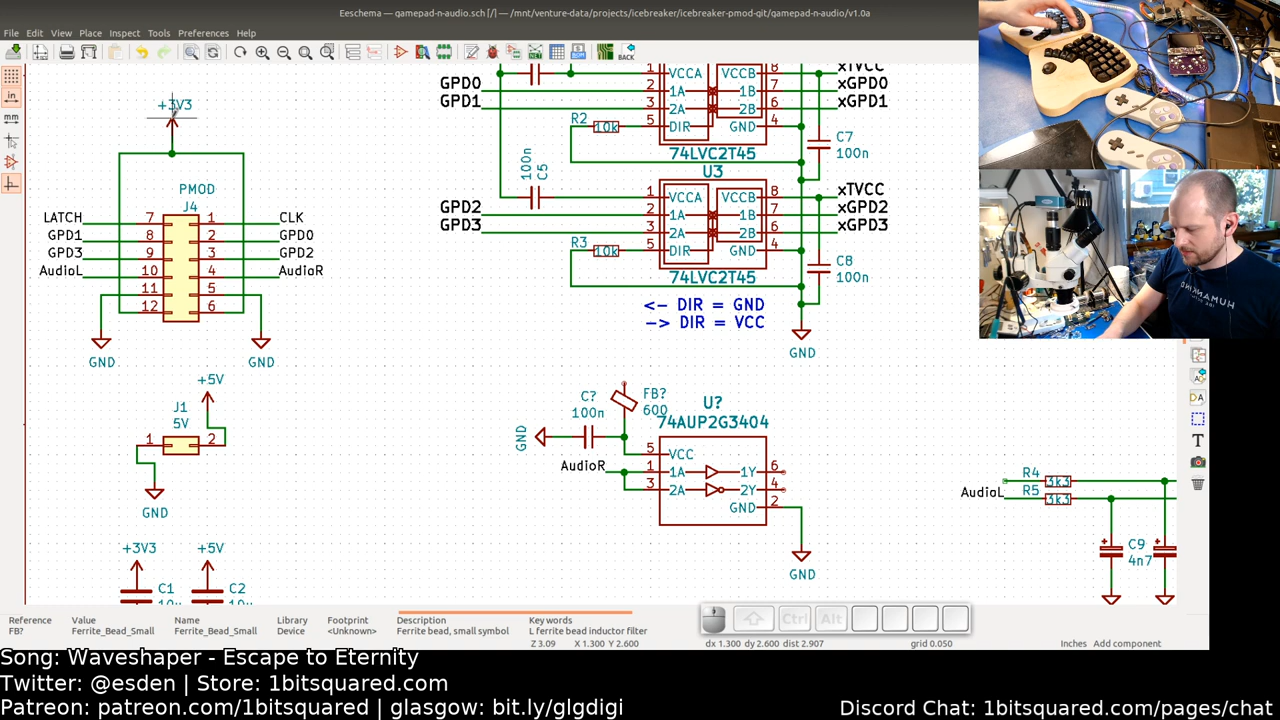 Eeschema — gamepad-n-audio.sch [/] — /mnt/venture-data/projects/icebreaker/icebreaker-pmod-git/gamepad-n-audio/v1.0a
File Edit View Place Inspect Tools Preferences Help
BACK
in
mm
+3V3
PMOD
J4
LATCH 7 1 CLK
GPD1 8 2 GPD0
GPD3 9 3 GPD2
AudioL 10 4 AudioR
11 5
12 6
GND GND
+5V
J1
5V
1 2
GND
+3V3 +5V
C1 C2
1 VCCA VCCB 8 xTVCC
GPD0 2 1A 1B 7 xGPD0
GPD1 3 2A 2B 6 xGPD1
R2 10k 5 DIR GND 4
C7
100n
74LVC2T45
100n C5
U3
1 VCCA VCCB 8 xTVCC
GPD2 2 1A 1B 7 xGPD2
GPD3 3 2A 2B 6 xGPD3
R3 10k 5 DIR GND 4
C8
100n
74LVC2T45
<- DIR = GND
-> DIR = VCC
GND
C?
100n
FB?
600
U?
74AUP2G3404
GND
5 VCC
AudioR 1 1A 1Y 6
3 2A 2Y 4
GND 2
GND
R4 3k3
AudioL R5 3k3
C9
4n7
Reference Value Name Library Footprint Description Key words
FB? Ferrite_Bead_Small Ferrite_Bead_Small Device <Unknown> Ferrite bead, small symbol L ferrite bead inductor filter
Ctrl Alt
Z 3.09 X 1.300 Y 2.600 dx 1.300 dy 2.600 dist 2.907 grid 0.050 Inches Add component
Song: Waveshaper - Escape to Eternity
Twitter: @esden | Store: 1bitsquared.com
Patreon: patreon.com/1bitsquared | glasgow: bit.ly/glgdigi
Discord Chat: 1bitsquared.com/pages/chat